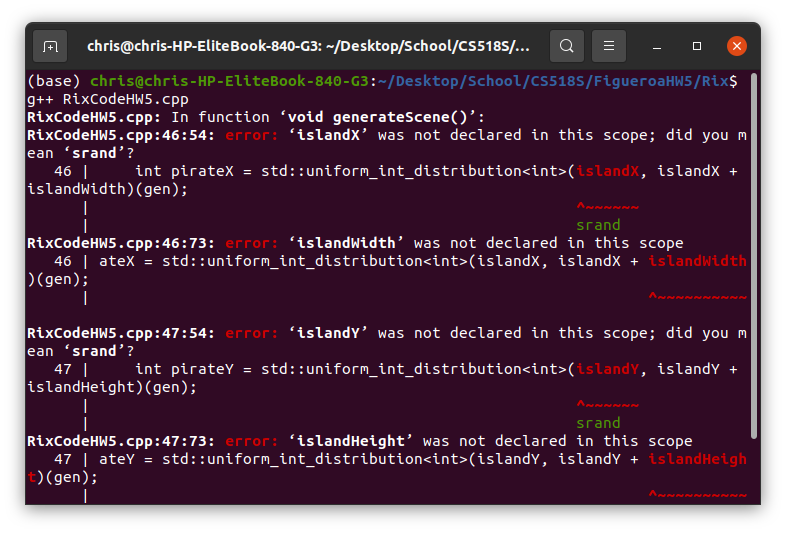 chris@chris-HP-EliteBook-840-G3: ~/Desktop/School/CS518S/...
(base) chris@chris-HP-EliteBook-840-G3:~/Desktop/School/CS518S/FigueroaHW5/Rix$
g++ RixCodeHW5.cpp
RixCodeHW5.cpp: In function ‘void generateScene()’:
RixCodeHW5.cpp:46:54: error: ‘islandX’ was not declared in this scope; did you m
ean ‘srand’?
   46 |     int pirateX = std::uniform_int_distribution<int>(islandX, islandX +
islandWidth)(gen);
      |                                                      ^~~~~~~
      |                                                      srand
RixCodeHW5.cpp:46:73: error: ‘islandWidth’ was not declared in this scope
   46 | ateX = std::uniform_int_distribution<int>(islandX, islandX + islandWidth
)(gen);
      |                                                              ^~~~~~~~~~~
RixCodeHW5.cpp:47:54: error: ‘islandY’ was not declared in this scope; did you m
ean ‘srand’?
   47 |     int pirateY = std::uniform_int_distribution<int>(islandY, islandY +
islandHeight)(gen);
      |                                                      ^~~~~~~
      |                                                      srand
RixCodeHW5.cpp:47:73: error: ‘islandHeight’ was not declared in this scope
   47 | ateY = std::uniform_int_distribution<int>(islandY, islandY + islandHeigh
t)(gen);
      |                                                              ^~~~~~~~~~~